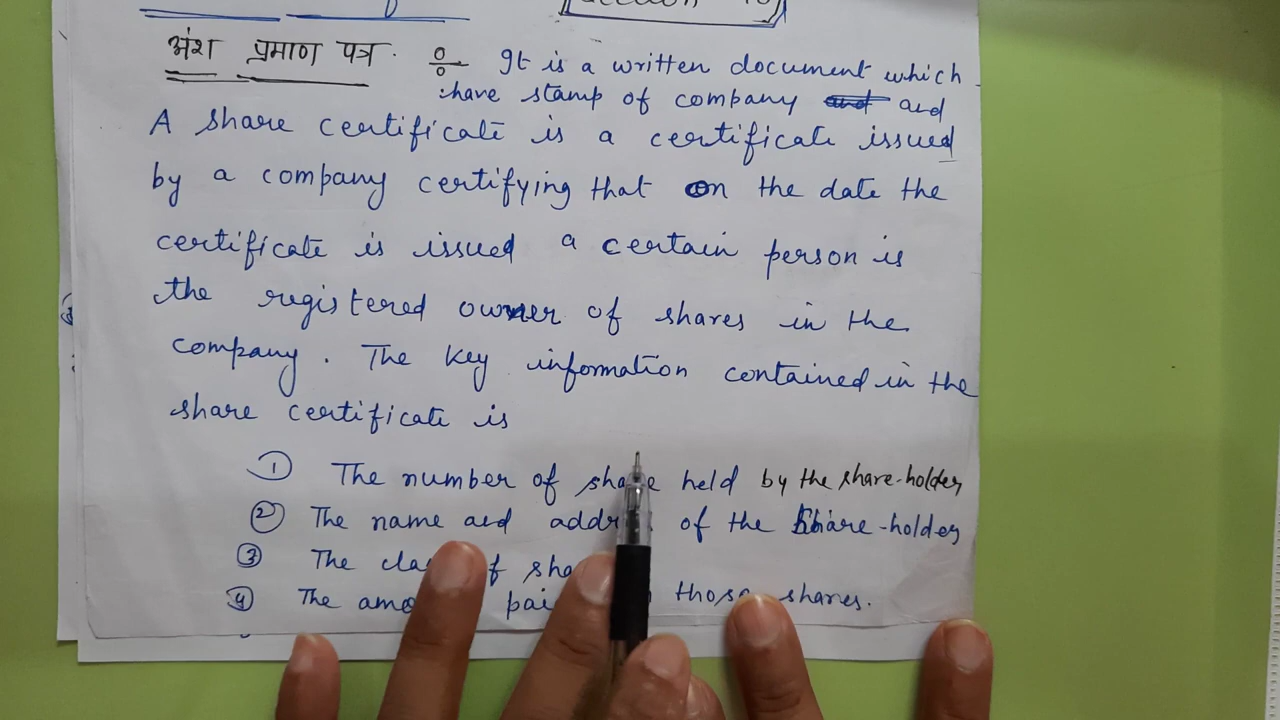 अंश प्रमाण पत्र. ÷ It is a written document which
have stamp of company and and
A share certificate is a certificate issued
by a company certifying that on the date the
certificate is issued a certain person is
the registered owner of shares in the
company. The key information contained in the
share certificate is
① The number of share held by the share-holder
② The name and of the share-holder
③ The
④ The those shares.